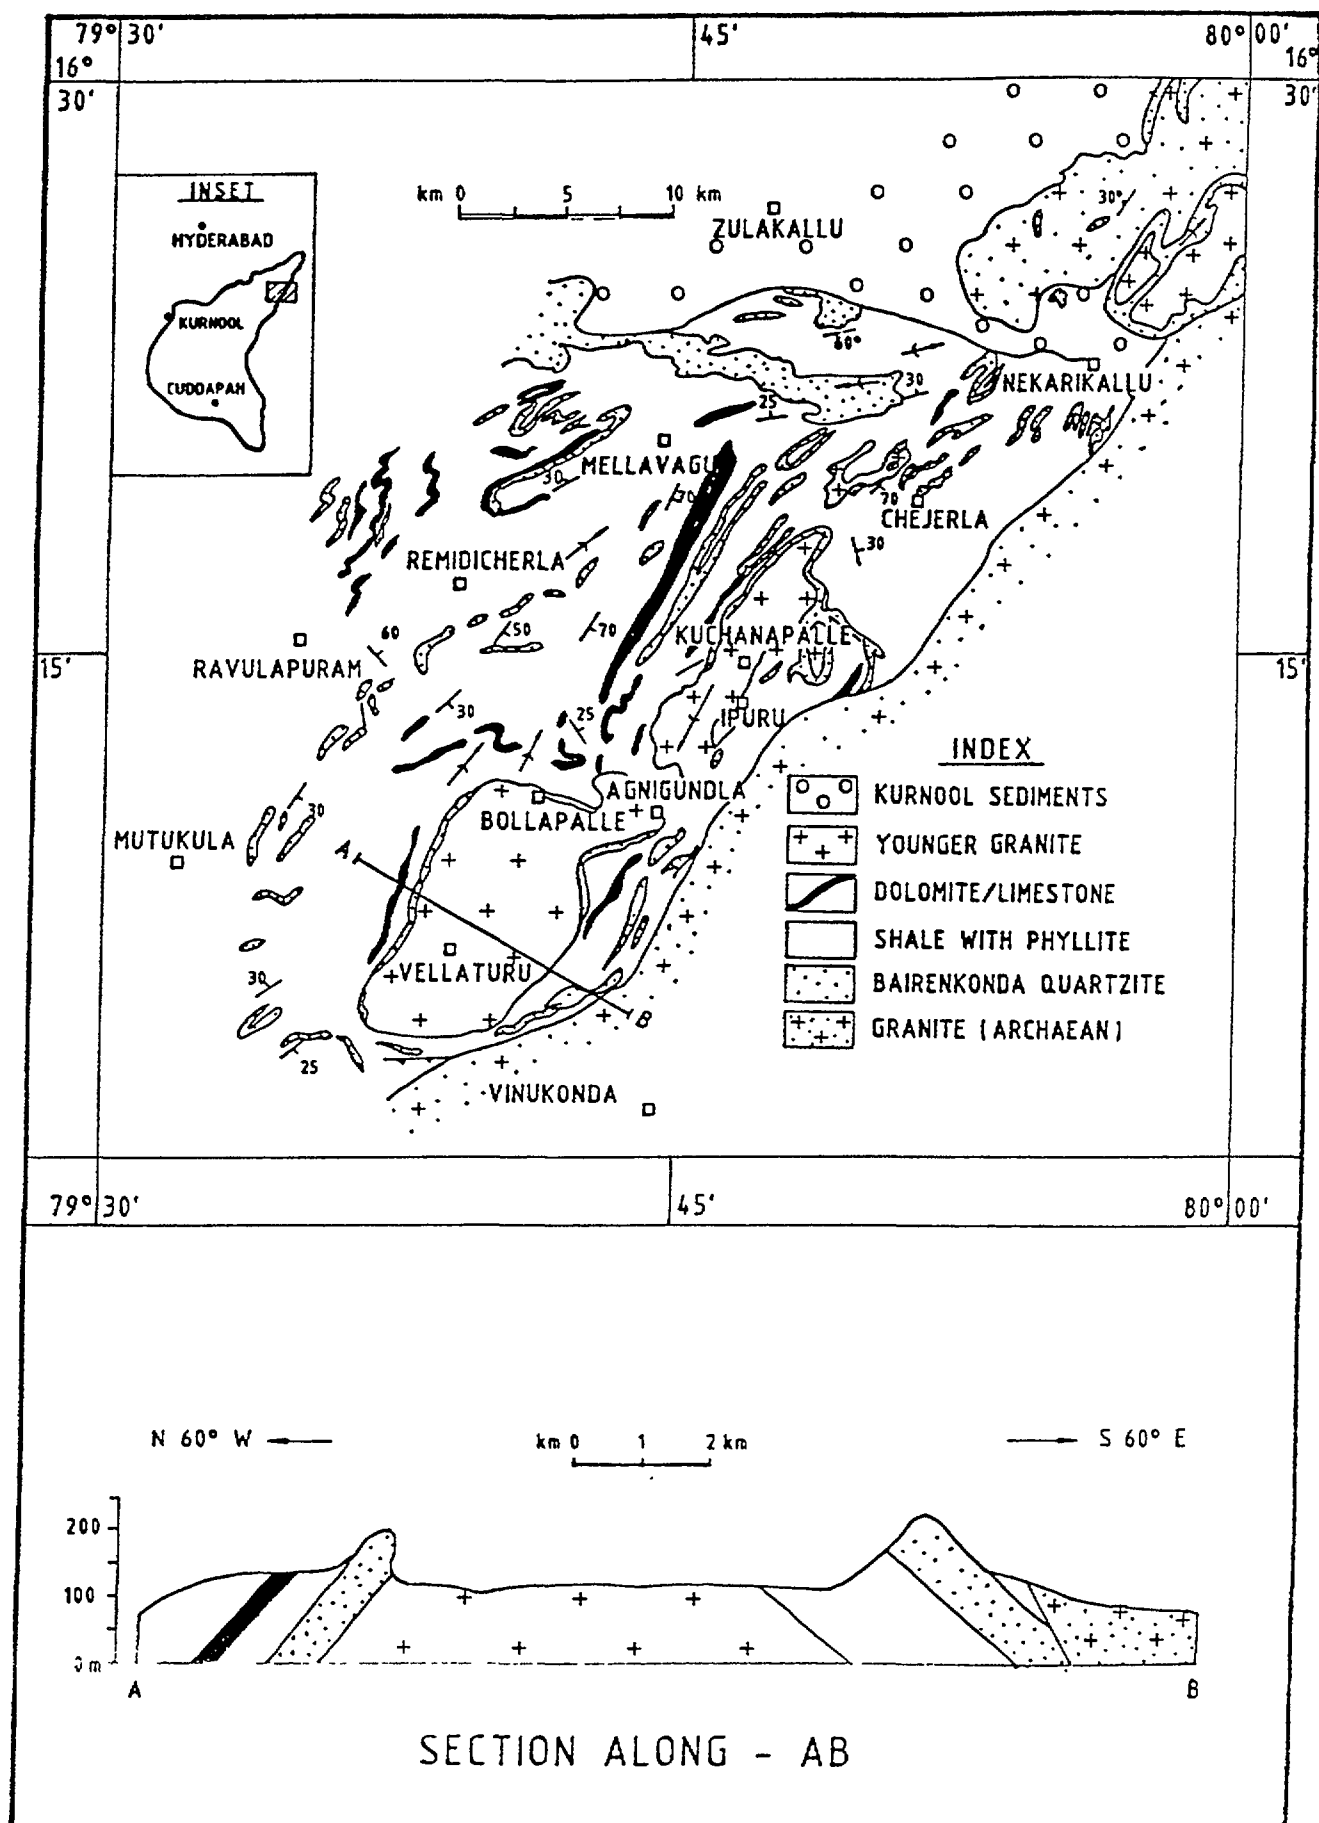 79°30'
45'
80°00'
16°
30'
16°
30'
INSET
HYDERABAD
KURNOOL
CUDDAPAH
km 0 5 10 km
ZULAKALLU
30°
60°
30
25
NEKARIKALLU
MELLAVAGU
30
70
70
CHEJERLA
30
REMIDICHERLA
50
70
60
KUCHANAPALLE
RAVULAPURAM
15'
15'
30
25
IPURU
AGNIGUNDLA
BOLLAPALLE
30
MUTUKULA
A
VELLATURU
30
B
25
VINUKONDA
INDEX
KURNOOL SEDIMENTS
YOUNGER GRANITE
DOLOMITE/LIMESTONE
SHALE WITH PHYLLITE
BAIRENKONDA QUARTZITE
GRANITE (ARCHAEAN)
79°30'
45'
80°00'
N 60° W
km 0 1 2 km
S 60° E
200
100
0 m
A
B
SECTION ALONG - AB